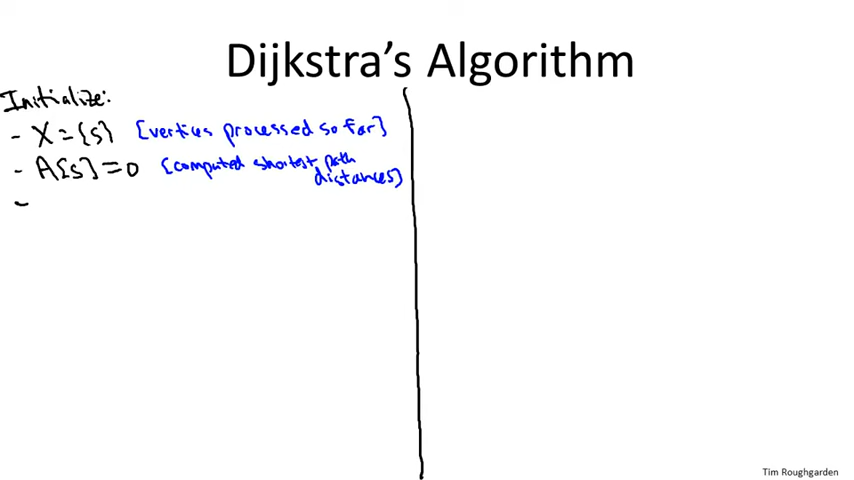 Dijkstra's Algorithm
Initialize:
- X = {s} [vertices processed so far]
- A[s] = 0 [computed shortest path
distances]
-
Tim Roughgarden